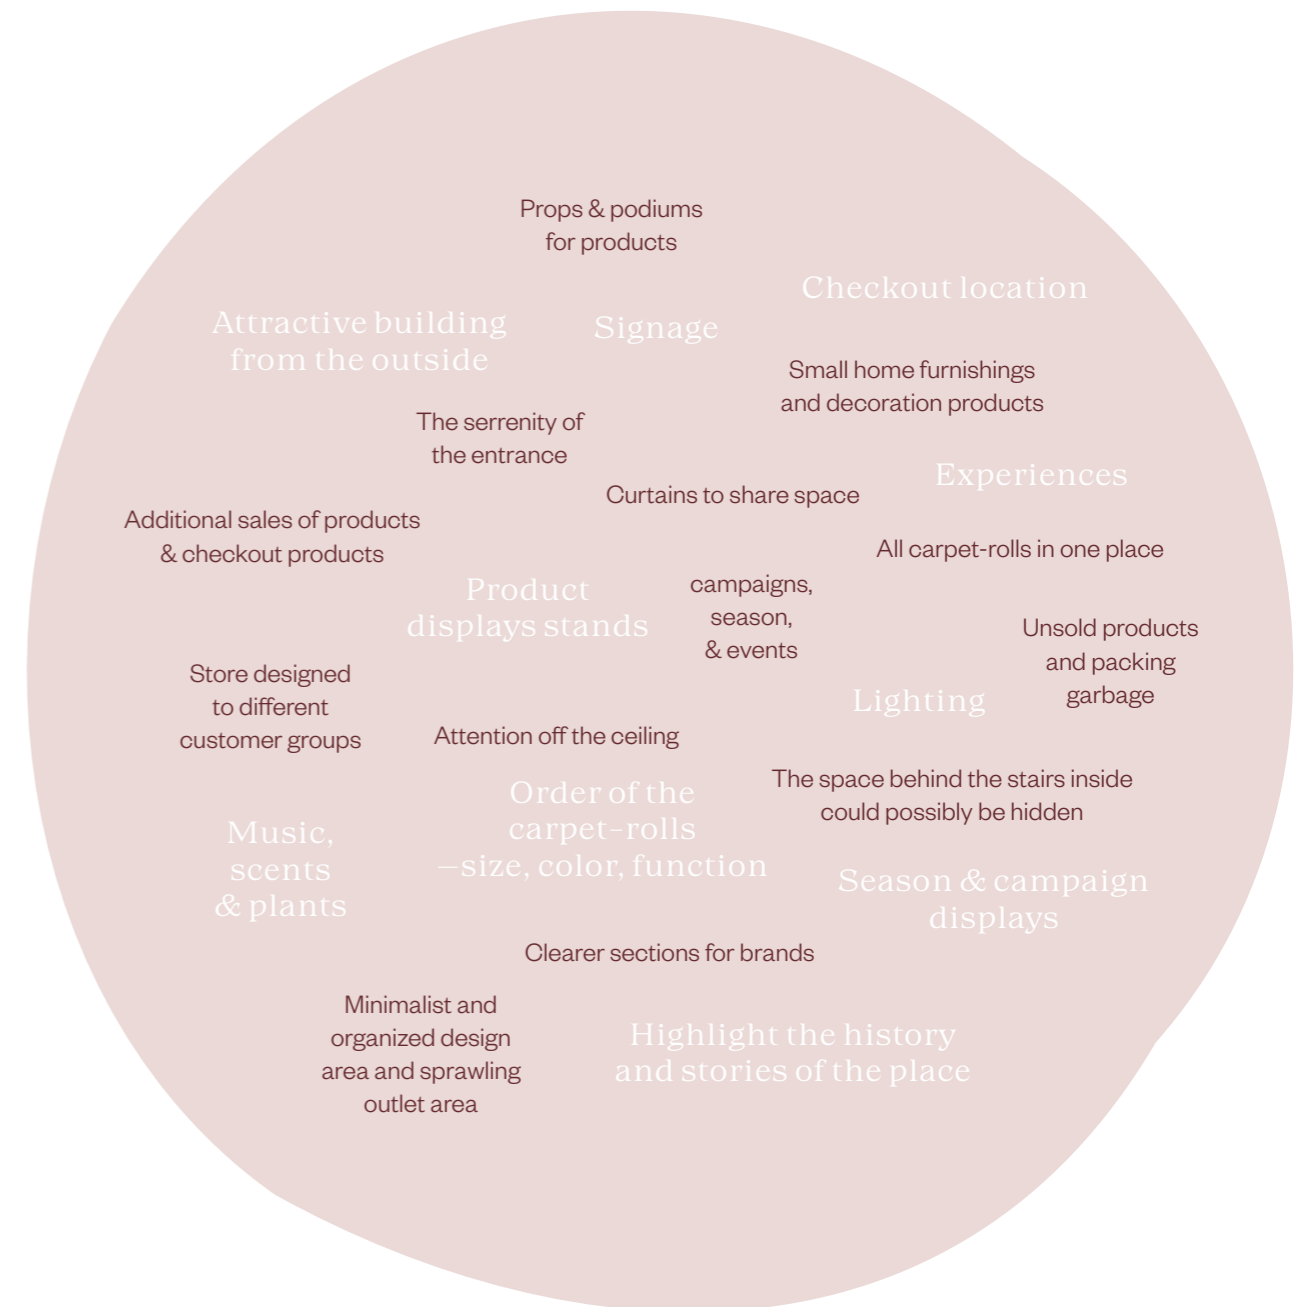 Props & podiums
for products
Checkout location
Attractive building
from the outside
Signage
Small home furnishings
and decoration products
The serrenity of
the entrance
Experiences
Curtains to share space
Additional sales of products
& checkout products
All carpet-rolls in one place
Product
displays stands
campaigns,
season,
& events
Unsold products
and packing
garbage
Store designed
to different
customer groups
Lighting
Attention off the ceiling
The space behind the stairs inside
could possibly be hidden
Order of the
carpet-rolls
—size, color, function
Music,
scents
& plants
Season & campaign
displays
Clearer sections for brands
Minimalist and
organized design
area and sprawling
outlet area
Highlight the history
and stories of the place